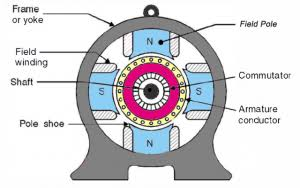 Frame
or yoke
Field Pole
N
Field
winding
Shaft
Commutator
S
S
Armature
conductor
Pole shoe
N